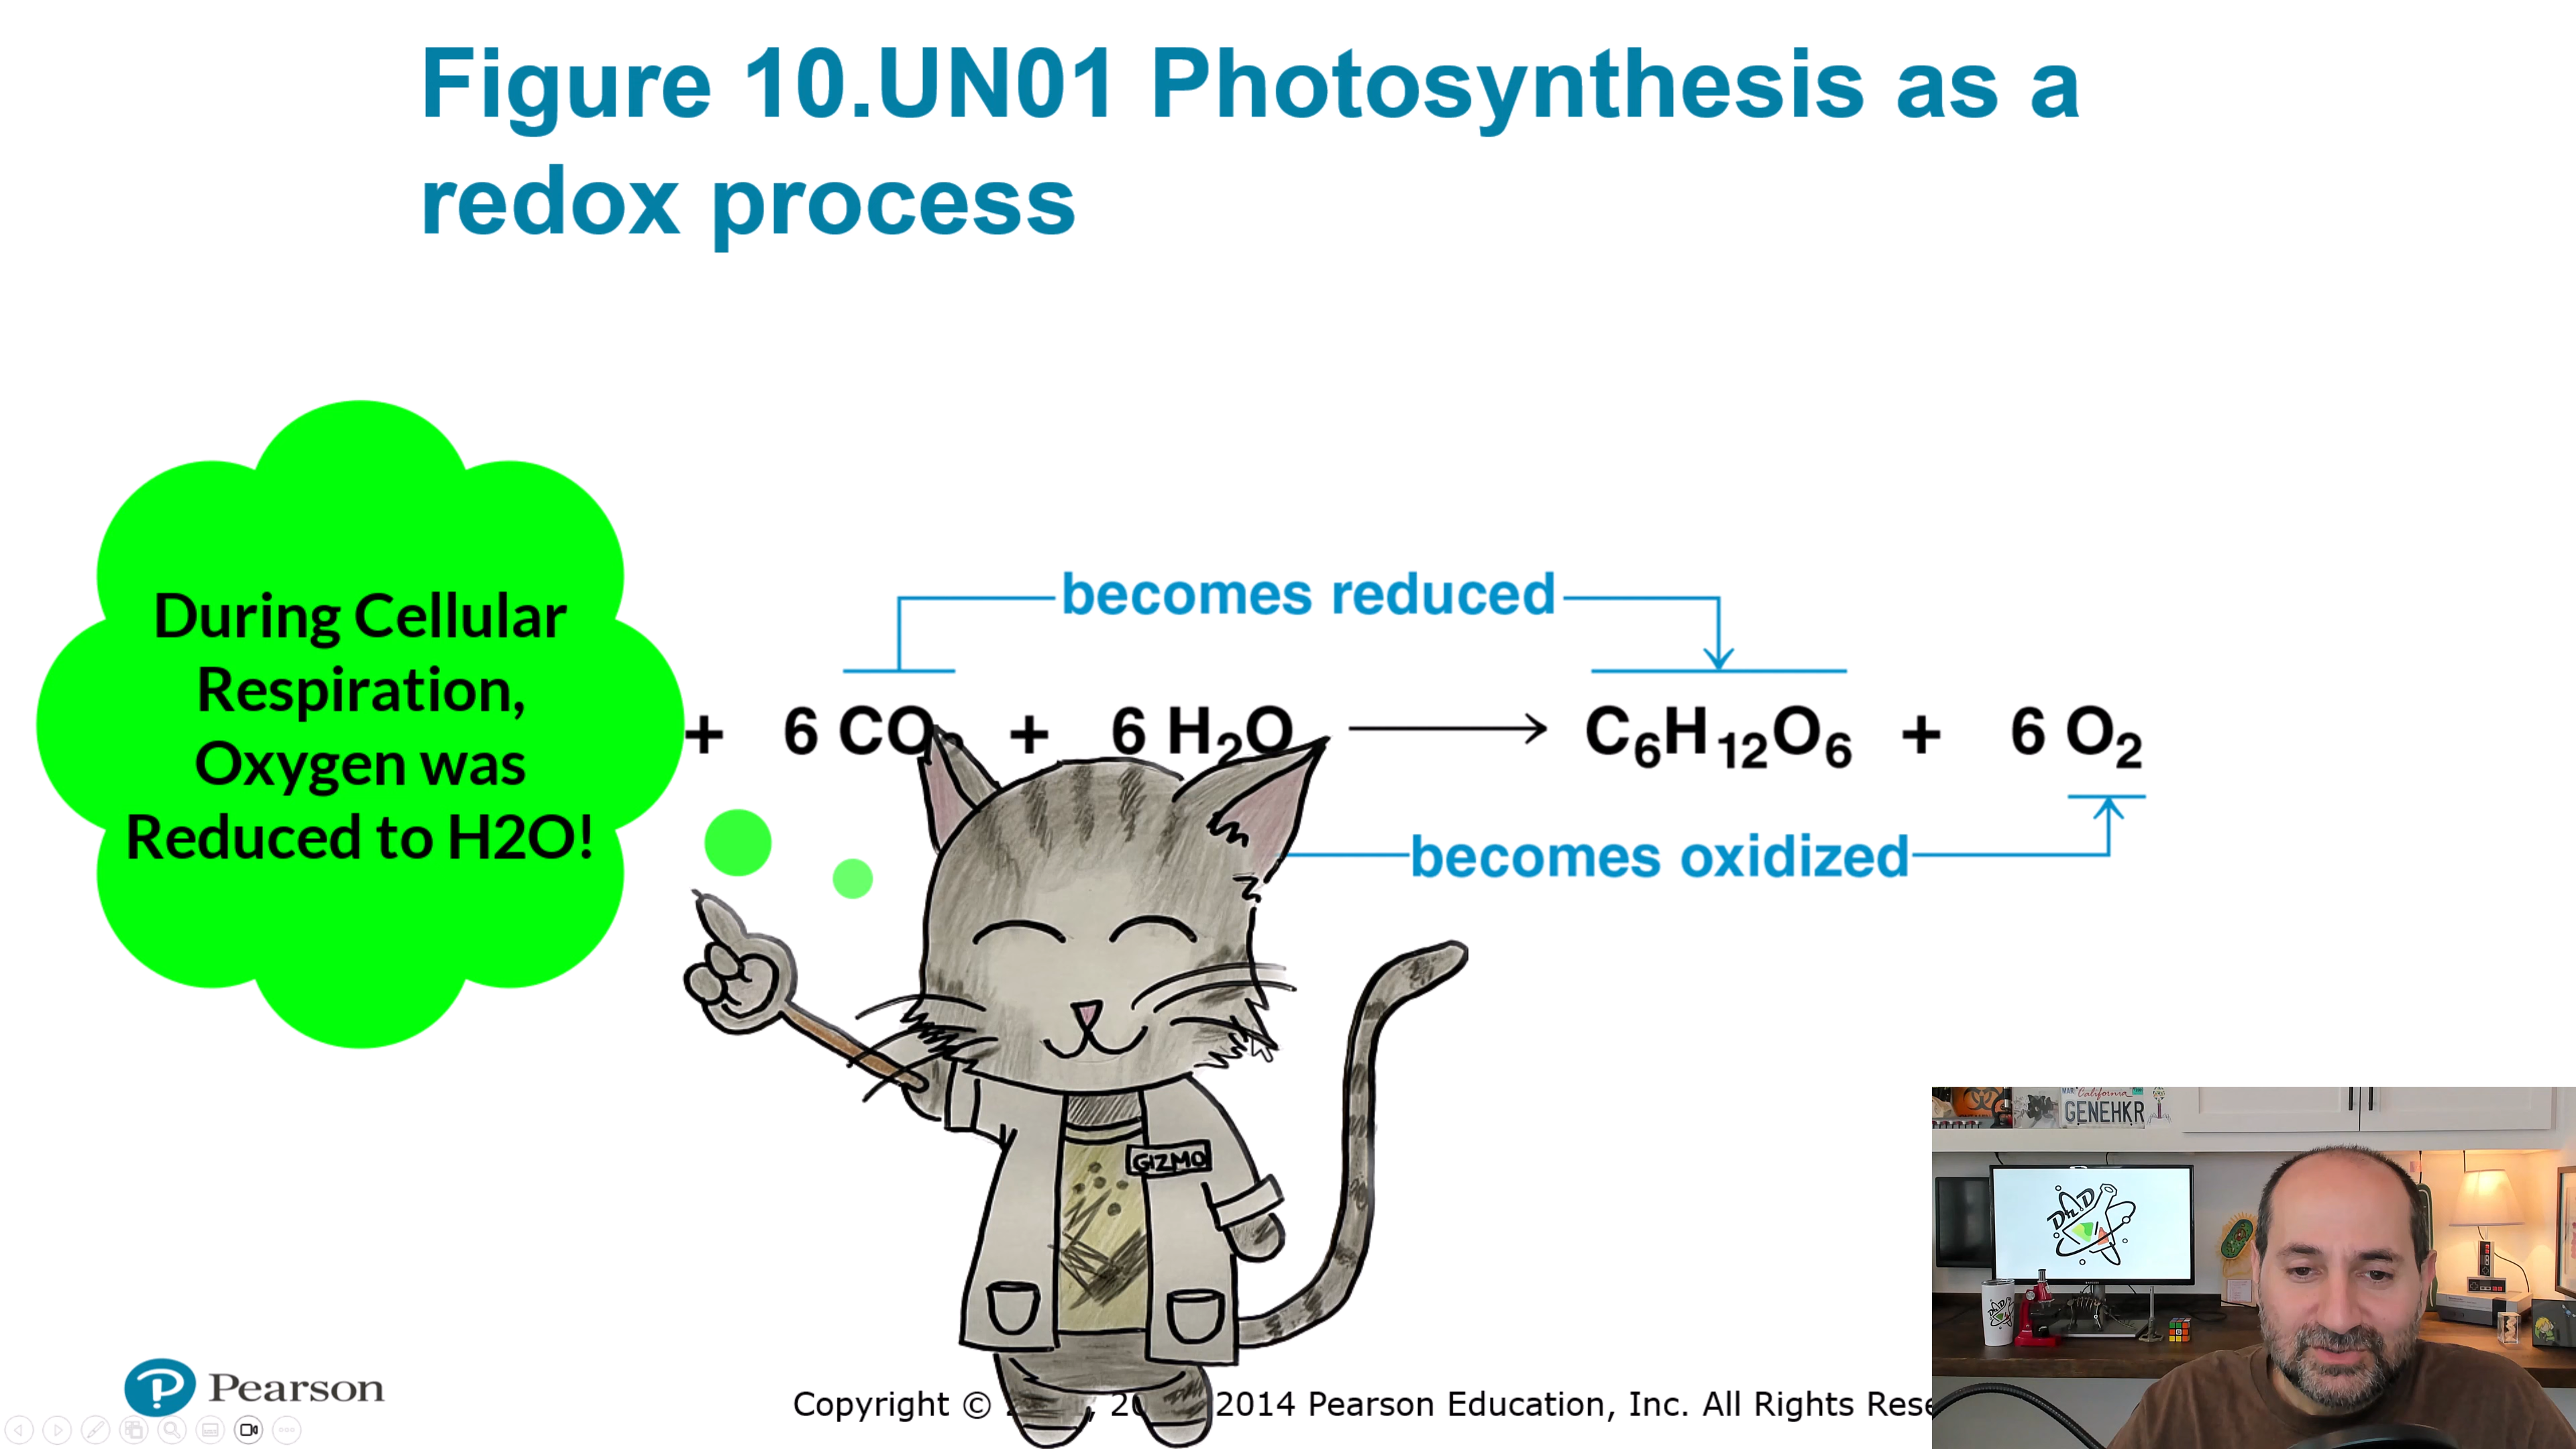 Figure 10.UN01 Photosynthesis as a
redox process
During Cellular
Respiration,
Oxygen was
Reduced to H2O!
becomes reduced
+ 6 CO + 6 H₂O → C₆H₁₂O₆ + 6 O₂
becomes oxidized
GIZMO
California
GENEHKR
Pearson
Copyright © 2014 Pearson Education, Inc. All Rights